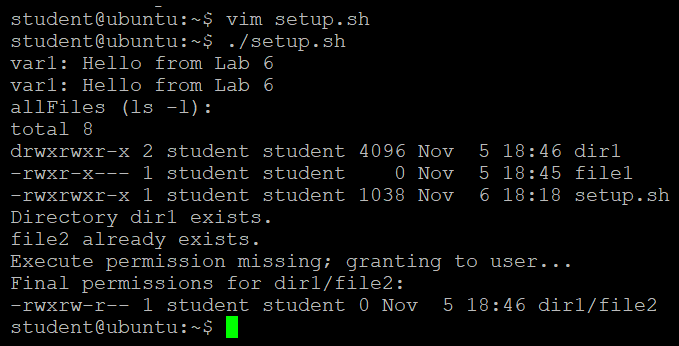 student@ubuntu:~$ vim setup.sh
student@ubuntu:~$ ./setup.sh
var1: Hello from Lab 6
var1: Hello from Lab 6
allFiles (ls -l):
total 8
drwxrwxr-x 2 student student 4096 Nov  5 18:46 dir1
-rwxr-x--- 1 student student    0 Nov  5 18:45 file1
-rwxrwxr-x 1 student student 1038 Nov  6 18:18 setup.sh
Directory dir1 exists.
file2 already exists.
Execute permission missing; granting to user...
Final permissions for dir1/file2:
-rwxrw-r-- 1 student student 0 Nov  5 18:46 dir1/file2
student@ubuntu:~$